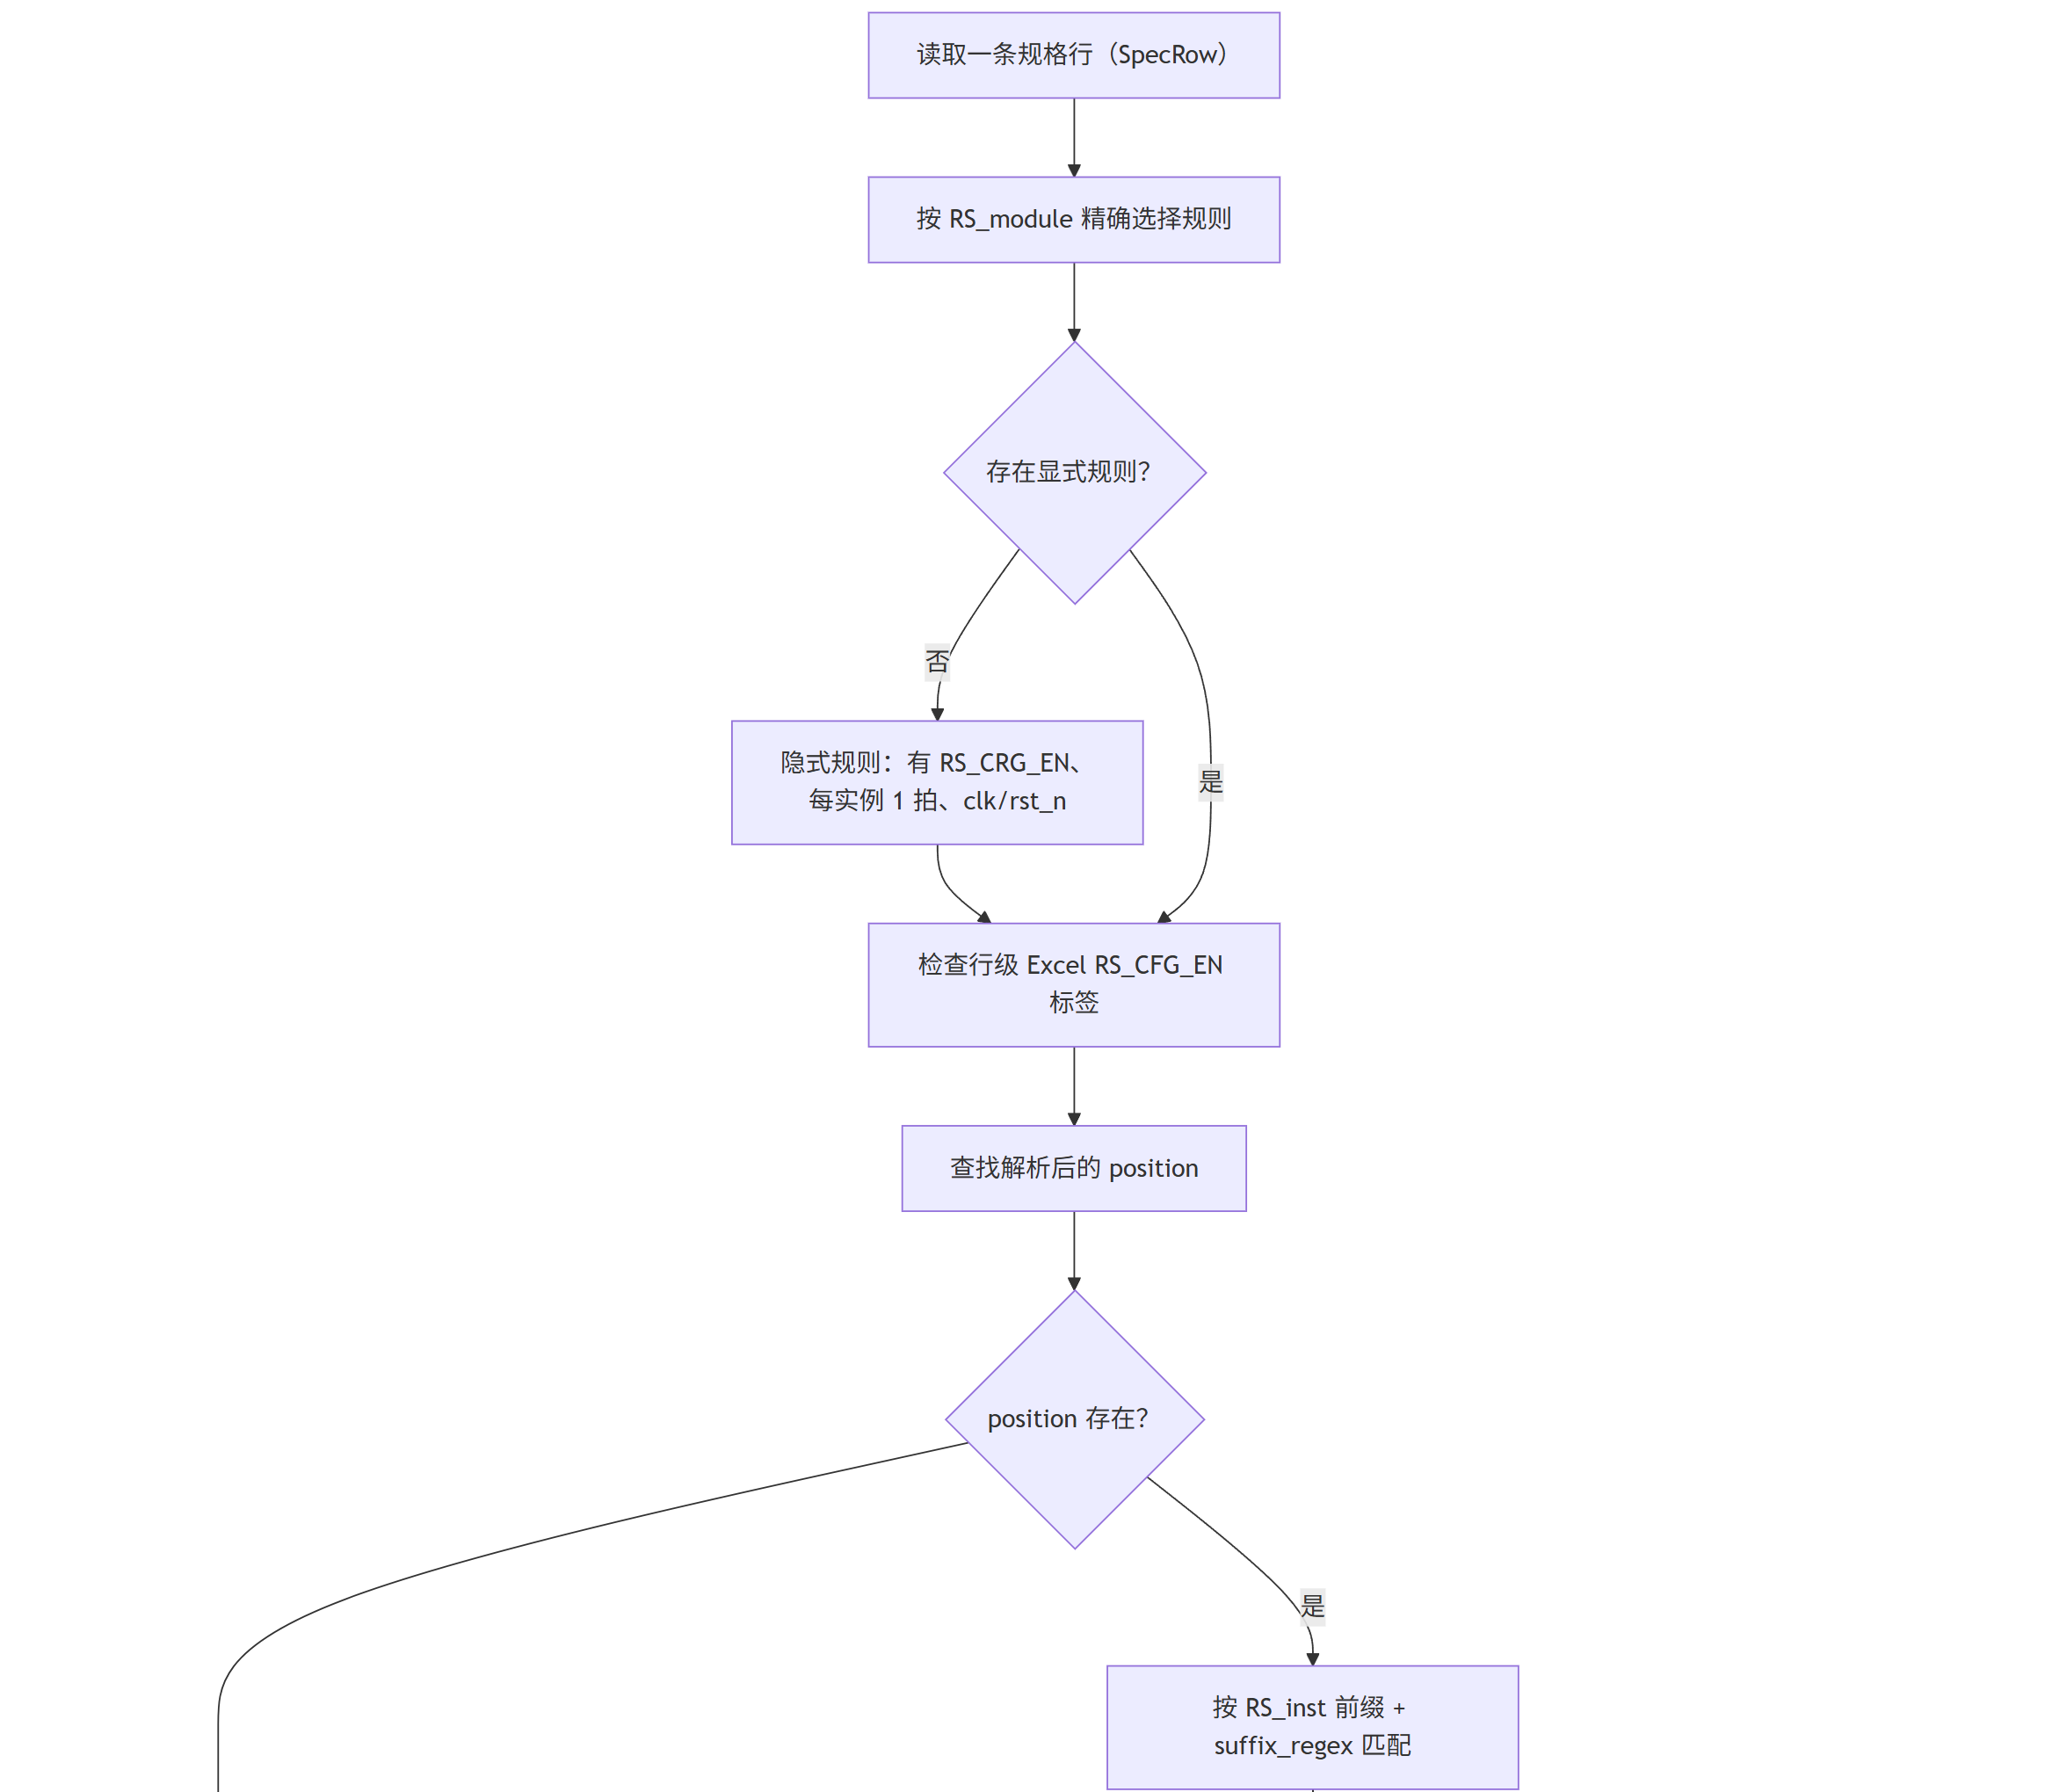 读取一条规格行（SpecRow）
按 RS_module 精确选择规则
存在显式规则？
否
隐式规则：有 RS_CRG_EN、
每实例 1 拍、clk/rst_n
是
检查行级 Excel RS_CFG_EN
标签
查找解析后的 position
position 存在？
是
按 RS_inst 前缀 +
suffix_regex 匹配